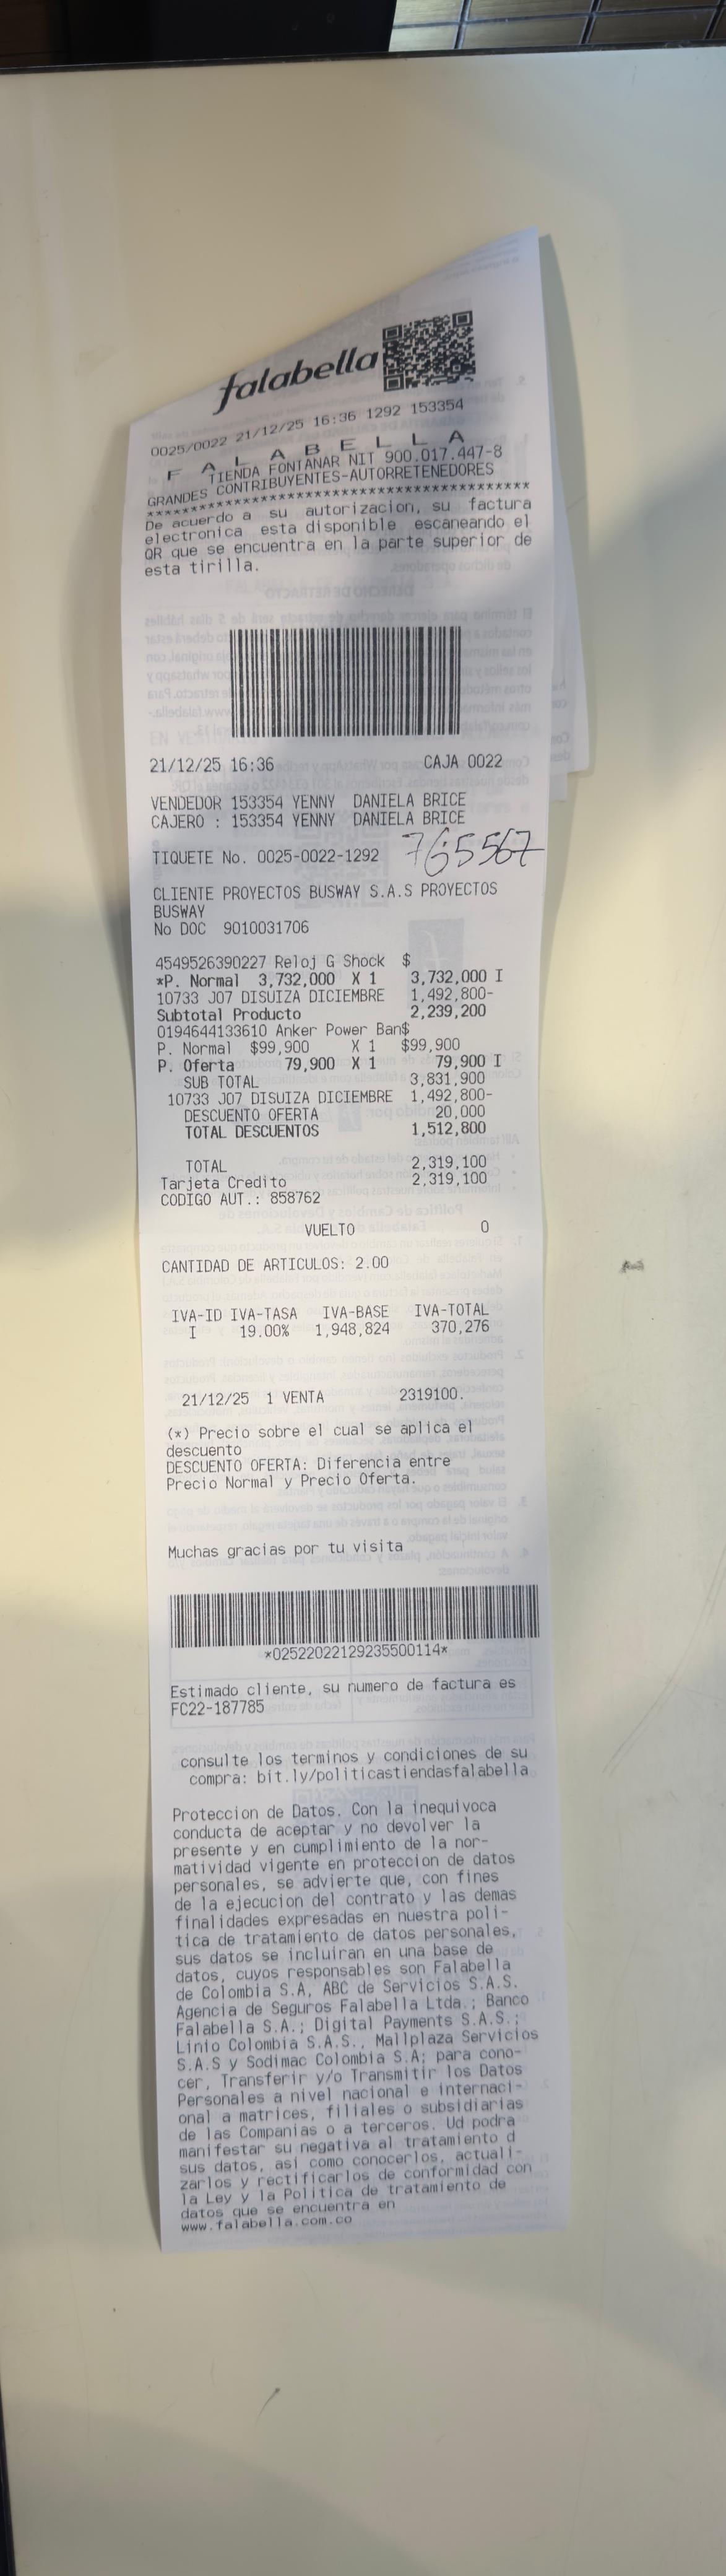 falabella
0025/0022 21/12/25 16:36 1292 153354
F A L A B E L L A
TIENDA FONTANAR NIT 900.017.447-8
GRANDES CONTRIBUYENTES-AUTORRETENEDORES
******************************************
De acuerdo a su autorizacion, su factura
electronica esta disponible escaneando el
QR que se encuentra en la parte superior de
esta tirilla.
21/12/25 16:36 CAJA 0022
VENDEDOR 153354 YENNY DANIELA BRICE
CAJERO : 153354 YENNY DANIELA BRICE
765567
TIQUETE No. 0025-0022-1292
CLIENTE PROYECTOS BUSWAY S.A.S PROYECTOS
BUSWAY
No DOC 9010031706
4549526390227 Reloj G Shock $
*P. Normal 3,732,000 X 1 3,732,000 I
10733 J07 DISUIZA DICIEMBRE 1,492,800-
Subtotal Producto 2,239,200
0194644133610 Anker Power Ban$
P. Normal $99,900 X 1 $99,900
P. Oferta 79,900 X 1 79,900 I
SUB TOTAL 3,831,900
10733 J07 DISUIZA DICIEMBRE 1,492,800-
DESCUENTO OFERTA 20,000
TOTAL DESCUENTOS 1,512,800
TOTAL 2,319,100
Tarjeta Credito 2,319,100
CODIGO AUT.: 858762
VUELTO 0
CANTIDAD DE ARTICULOS: 2.00
IVA-ID IVA-TASA IVA-BASE IVA-TOTAL
I 19.00% 1,948,824 370,276
21/12/25 1 VENTA 2319100.
(*) Precio sobre el cual se aplica el
descuento
DESCUENTO OFERTA: Diferencia entre
Precio Normal y Precio Oferta.
Muchas gracias por tu visita
*02522022129235500114*
Estimado cliente, su numero de factura es
FC22-187785
consulte los terminos y condiciones de su
compra: bit.ly/politicastiendasfalabella
Proteccion de Datos. Con la inequivoca
conducta de aceptar y no devolver la
presente y en cumplimiento de la nor-
matividad vigente en proteccion de datos
personales, se advierte que, con fines
de la ejecucion del contrato y las demas
finalidades expresadas en nuestra poli-
tica de tratamiento de datos personales,
sus datos se incluiran en una base de
datos, cuyos responsables son Falabella
de Colombia S.A, ABC de Servicios S.A.S.
Agencia de Seguros Falabella Ltda.; Banco
Falabella S.A.; Digital Payments S.A.S.;
Linio Colombia S.A.S., Mallplaza Servicios
S.A.S y Sodimac Colombia S.A; para cono-
cer, Transferir y/o Transmitir los Datos
Personales a nivel nacional e internaci-
onal a matrices, filiales o subsidiarias
de las Companias o a terceros. Ud podra
manifestar su negativa al tratamiento d
sus datos, asi como conocerlos, actuali-
zarlos y rectificarlos de conformidad con
la Ley y la Politica de tratamiento de
datos que se encuentra en
www.falabella.com.co